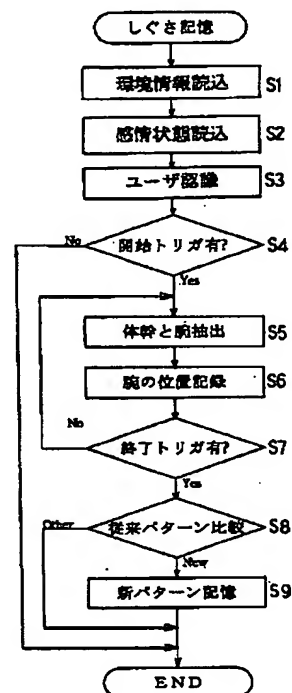 しぐさ記憶
環境情報読込 S1
感情状態読込 S2
ユーザ認識 S3
No 開始トリガ有? S4
Yes
体幹と腕抽出 S5
腕の位置記録 S6
No
終了トリガ有? S7
Yes
Other 従来パターン比較 S8
New
新パターン記憶 S9
END